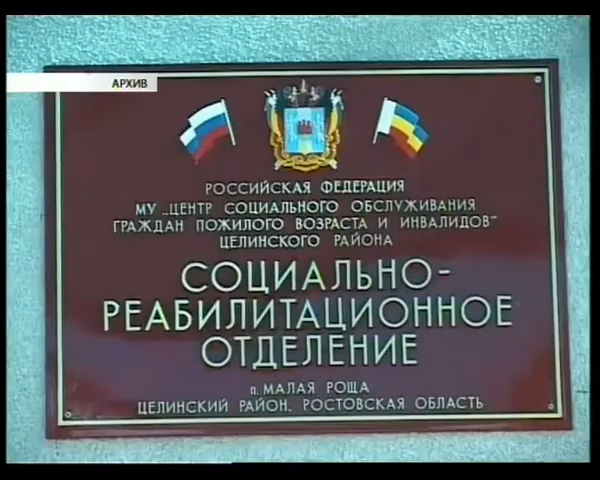 АРХИВ
РОССИЙСКАЯ ФЕДЕРАЦИЯ
МУ „ЦЕНТР СОЦИАЛЬНОГО ОБСЛУЖИВАНИЯ
ГРАЖДАН ПОЖИЛОГО ВОЗРАСТА И ИНВАЛИДОВ"
ЦЕЛИНСКОГО РАЙОНА
СОЦИАЛЬНО-
РЕАБИЛИТАЦИОННОЕ
ОТДЕЛЕНИЕ
п. МАЛАЯ РОЩА
ЦЕЛИНСКИЙ РАЙОН, РОСТОВСКАЯ ОБЛАСТЬ